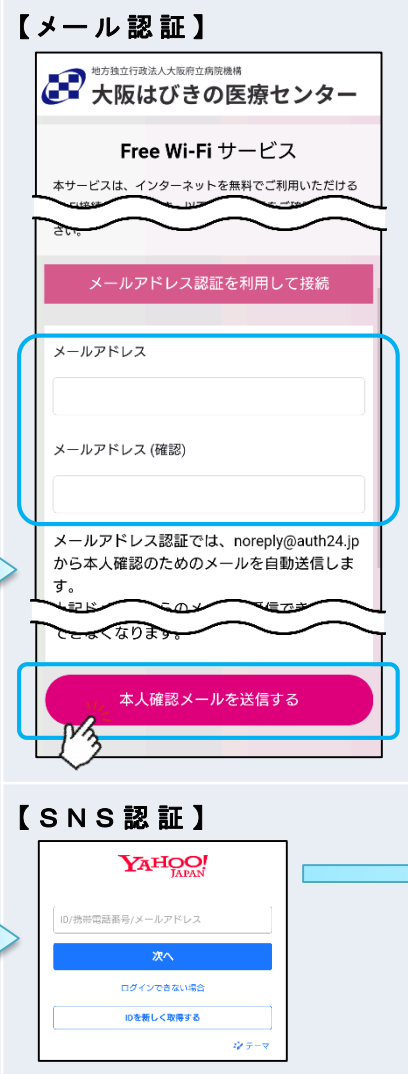 【メール認証】
地方独立行政法人大阪府立病院機構
大阪はびきの医療センター
Free Wi-Fi サービス
本サービスは、インターネットを無料でご利用いただける
さい。
メールアドレス認証を利用して接続
メールアドレス
メールアドレス (確認)
メールアドレス認証では、noreply@auth24.jp
から本人確認のためのメールを自動送信しま
す。
できなくなります。
本人確認メールを送信する
【SNS認証】
YAHOO!
JAPAN
ID/携帯電話番号/メールアドレス
次へ
ログインできない場合
IDを新しく取得する
テーマ